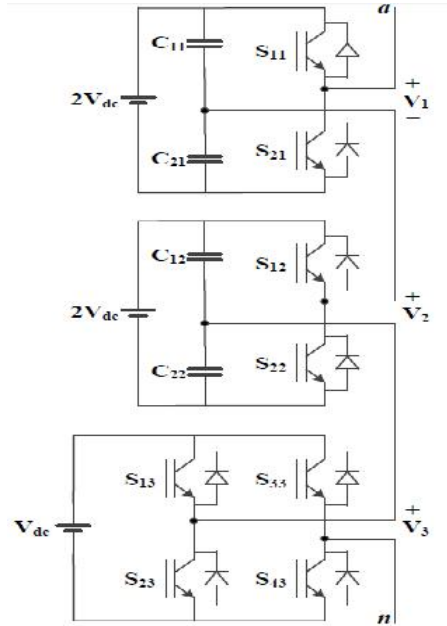 a
C11
S11
2Vdc
+
V1
−
C21
S21
C12
S12
2Vdc
+
V2
C22
S22
S13
S33
Vdc
+
V3
S23
S43
n